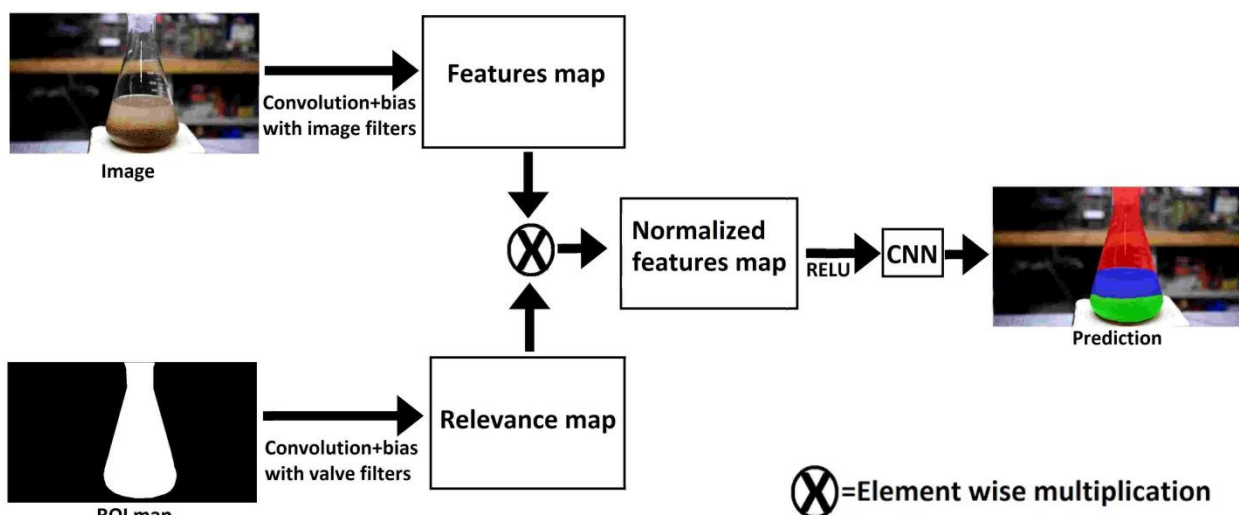 Convolution+bias
with image filters
Image
Features map
X
Normalized
features map
RELU
CNN
Prediction
Relevance map
Convolution+bias
with valve filters
ROI map
X=Element wise multiplication